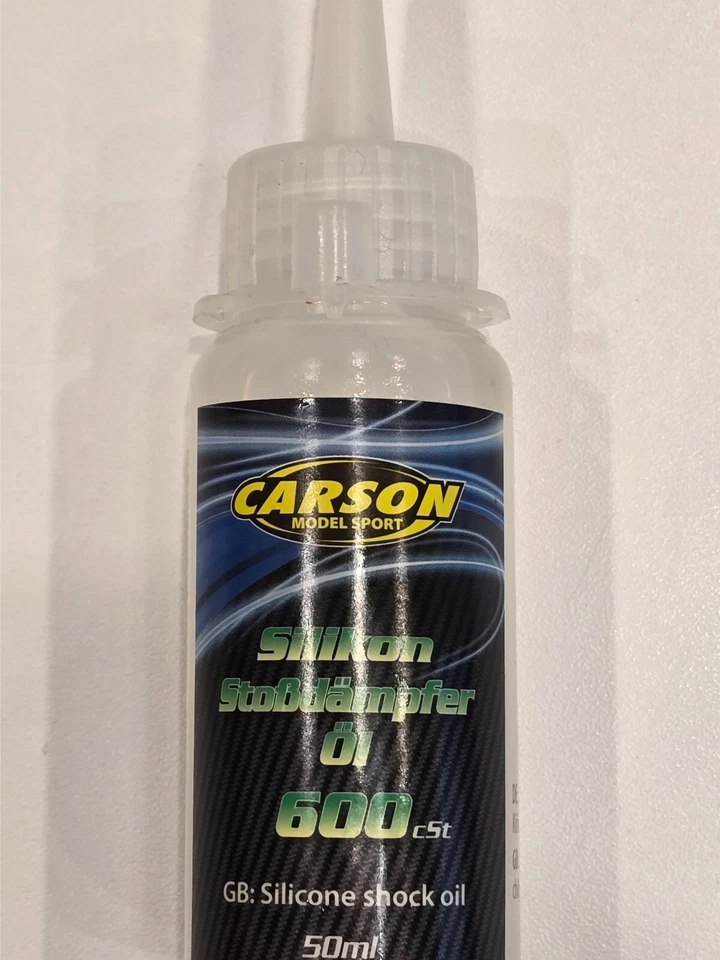 CARSON
MODEL SPORT
Silikon
Stoßdämpfer
Öl
600 cSt
GB: Silicone shock oil
50ml